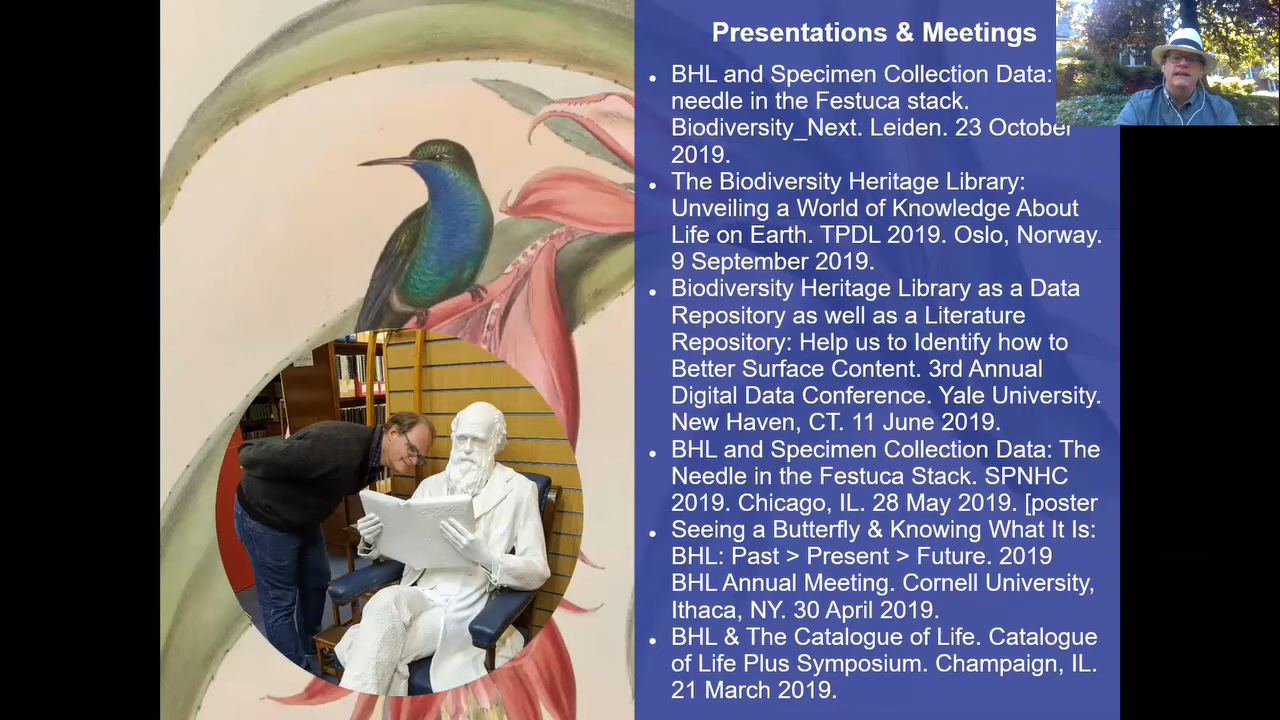 Presentations & Meetings
BHL and Specimen Collection Data:
needle in the Festuca stack.
Biodiversity_Next. Leiden. 23 October
2019.
The Biodiversity Heritage Library:
Unveiling a World of Knowledge About
Life on Earth. TPDL 2019. Oslo, Norway.
9 September 2019.
Biodiversity Heritage Library as a Data
Repository as well as a Literature
Repository: Help us to Identify how to
Better Surface Content. 3rd Annual
Digital Data Conference. Yale University.
New Haven, CT. 11 June 2019.
BHL and Specimen Collection Data: The
Needle in the Festuca Stack. SPNHC
2019. Chicago, IL. 28 May 2019. [poster
Seeing a Butterfly & Knowing What It Is:
BHL: Past > Present > Future. 2019
BHL Annual Meeting. Cornell University,
Ithaca, NY. 30 April 2019.
BHL & The Catalogue of Life. Catalogue
of Life Plus Symposium. Champaign, IL.
21 March 2019.